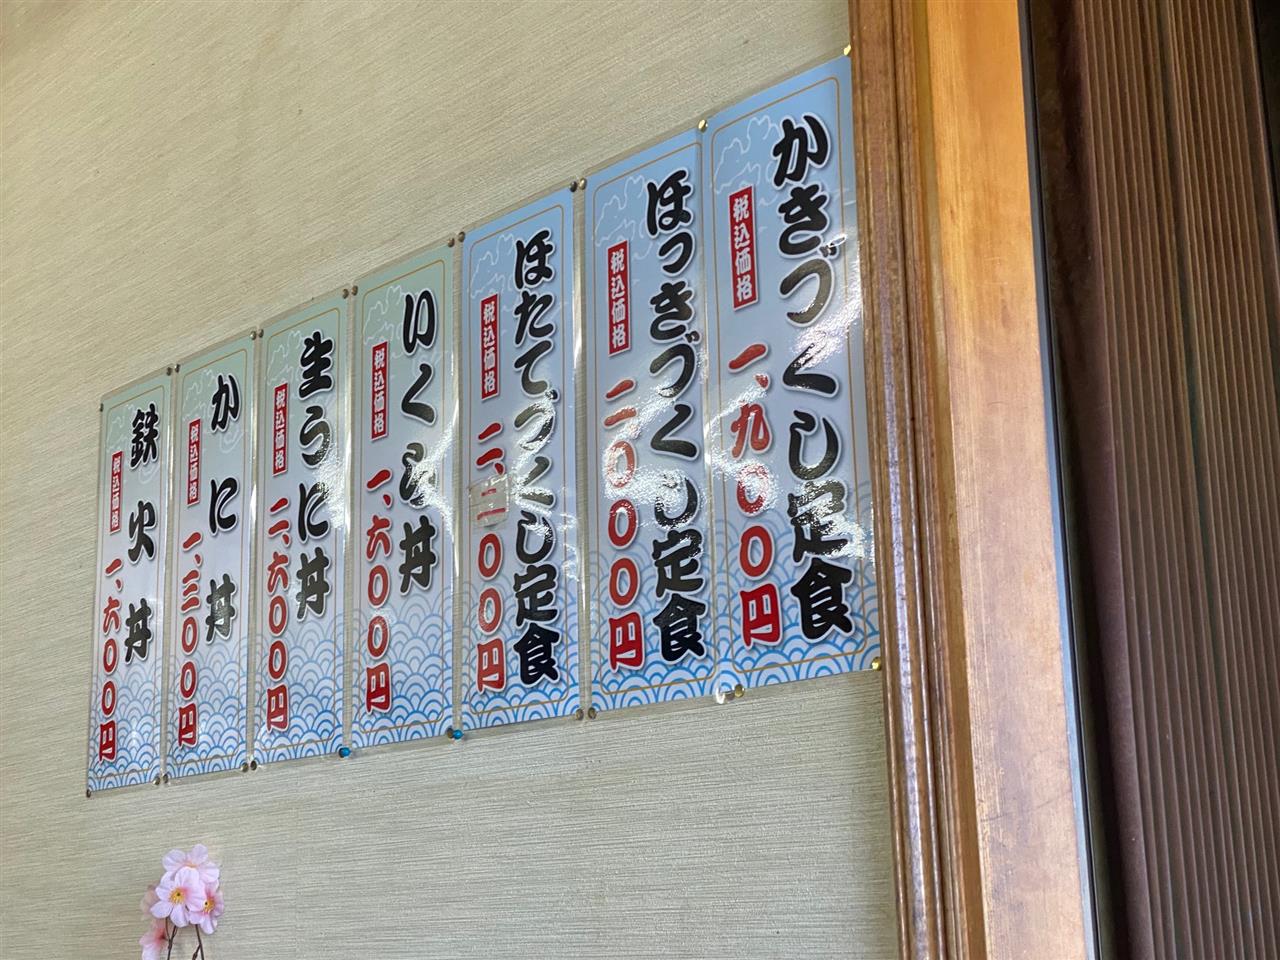 かきづくし定食
税込価格 一、九〇〇円
ほっきづくし定食
税込価格 二、〇〇〇円
ほたてづくし定食
税込価格 二、二〇〇円
いくら丼
税込価格 一、六〇〇円
生うに丼
税込価格 二、六〇〇円
かに丼
税込価格 一、三〇〇円
鉄火丼
税込価格 一、六〇〇円